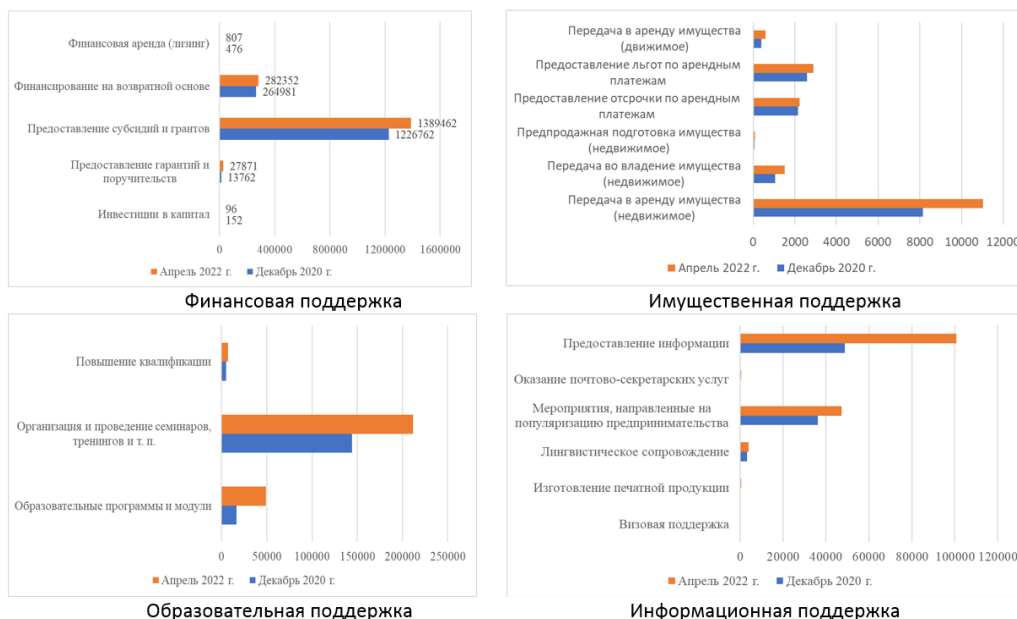 Финансовая аренда (лизинг)
807
476
Финансирование на возвратной основе
282352
264981
Предоставление субсидий и грантов
1389462
1226762
Предоставление гарантий и
поручительств
27871
13762
Инвестиции в капитал
96
152
0 400000 800000 1200000 1600000
Апрель 2022 г. Декабрь 2020 г.
Финансовая поддержка
Передача в аренду имущества
(движимое)
Предоставление льгот по арендным
платежам
Предоставление отсрочки по арендным
платежам
Предпродажная подготовка имущества
(недвижимое)
Передача во владение имущества
(недвижимое)
Передача в аренду имущества
(недвижимое)
0 2000 4000 6000 8000 10000 12000
Апрель 2022 г. Декабрь 2020 г.
Имущественная поддержка
Повышение квалификации
Организация и проведение семинаров,
тренингов и т. п.
Образовательные программы и модули
0 50000 100000 150000 200000 250000
Апрель 2022 г. Декабрь 2020 г.
Образовательная поддержка
Предоставление информации
Оказание почтово-секретарских услуг
Мероприятия, направленные на
популяризацию предпринимательства
Лингвистическое сопровождение
Изготовление печатной продукции
Визовая поддержка
0 20000 40000 60000 80000 100000 120000
Апрель 2022 г. Декабрь 2020 г.
Информационная поддержка